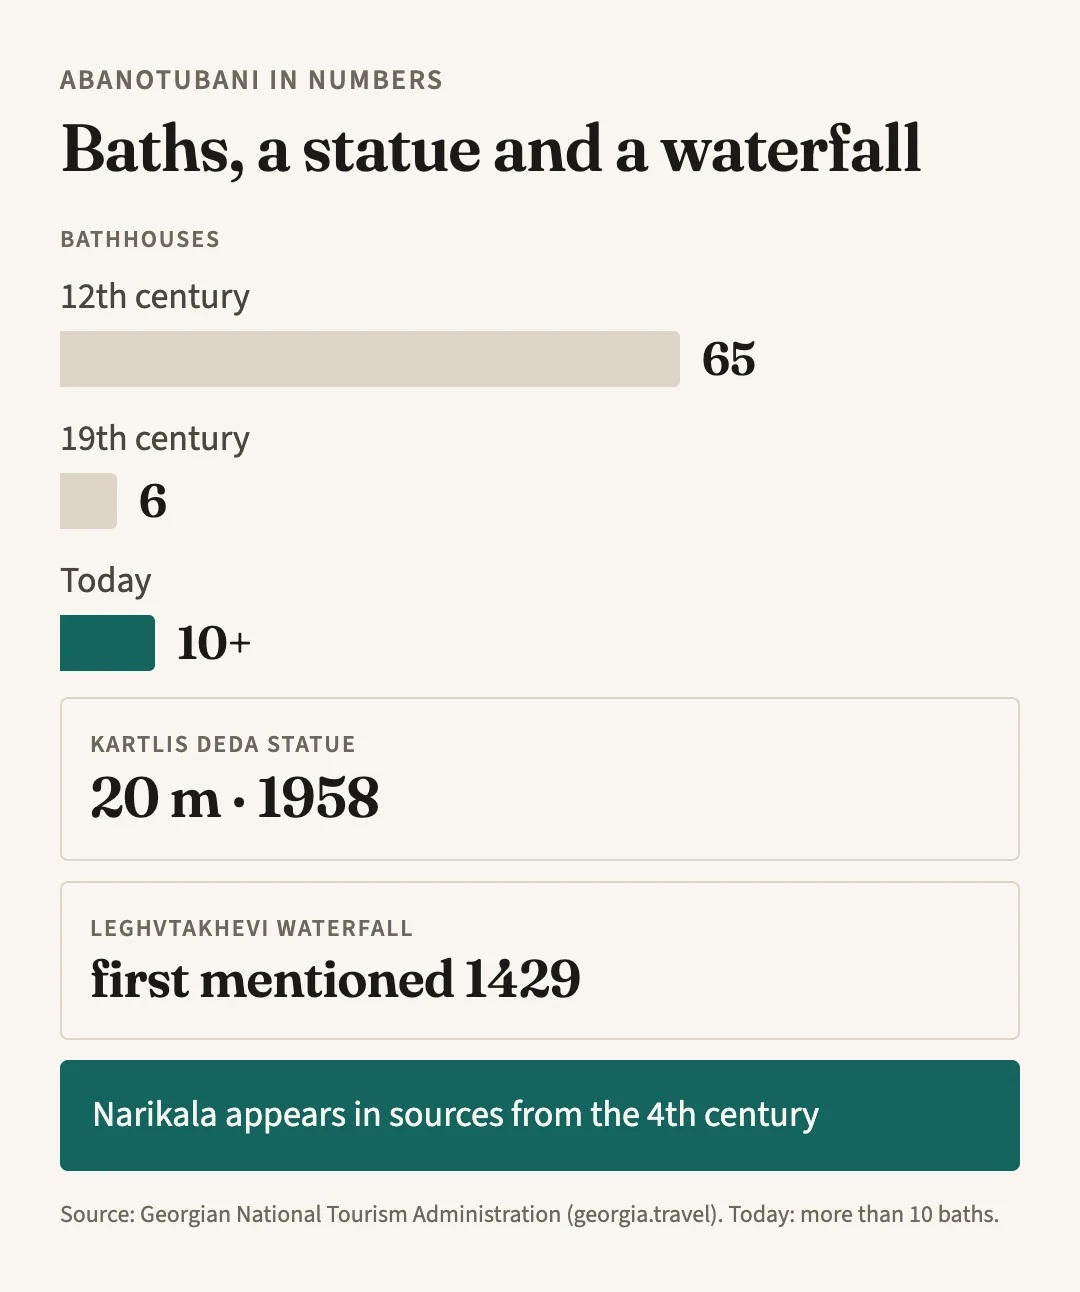 ABANOTUBANI IN NUMBERS
Baths, a statue and a waterfall
BATHHOUSES
12th century
65
19th century
6
Today
10+
KARTLIS DEDA STATUE
20 m · 1958
LEGHVTAKHEVI WATERFALL
first mentioned 1429
Narikala appears in sources from the 4th century
Source: Georgian National Tourism Administration (georgia.travel). Today: more than 10 baths.